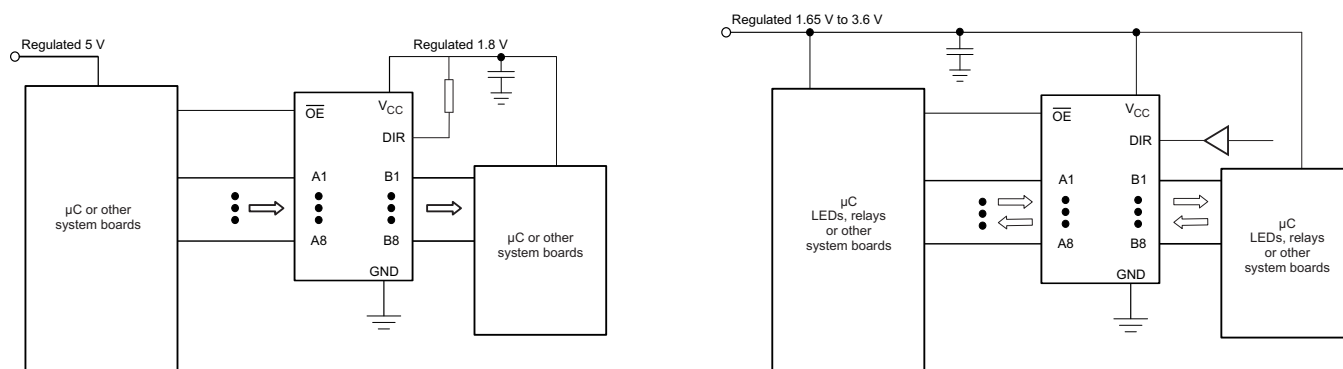 Regulated 5 V
Regulated 1.8 V
OE
VCC
DIR
A1
B1
µC or other
system boards
A8
B8
GND
µC or other
system boards
Regulated 1.65 V to 3.6 V
OE
VCC
DIR
A1
B1
µC
LEDs, relays
or other
system boards
A8
B8
GND
µC
LEDs, relays
or other
system boards